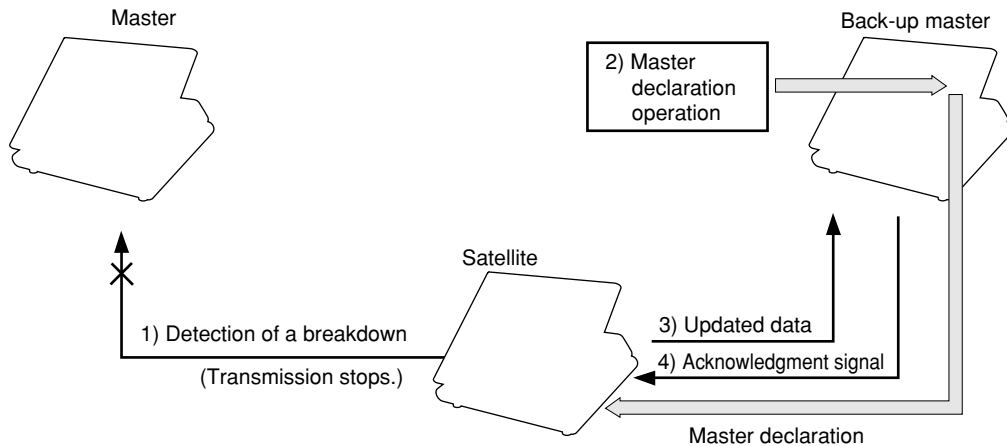 Master
Back-up master
2) Master
declaration
operation
Satellite
1) Detection of a breakdown
(Transmission stops.)
3) Updated data
4) Acknowledgment signal
Master declaration